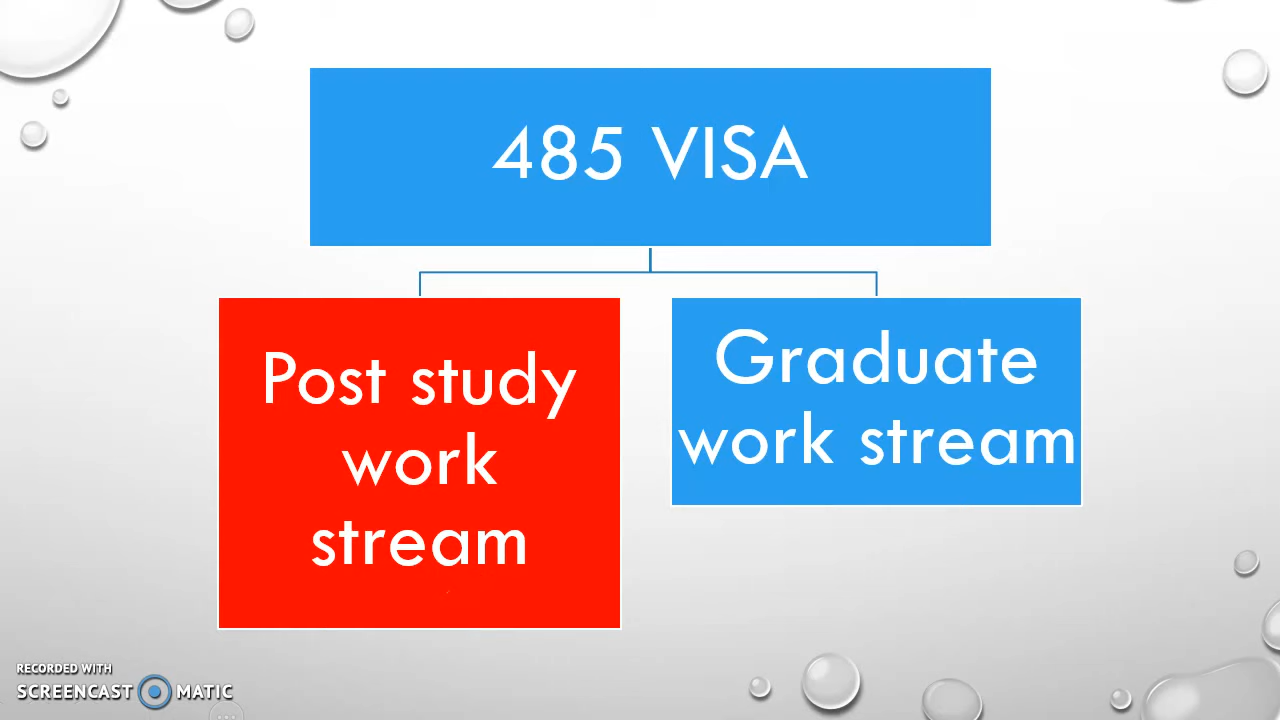 485 VISA
Post study
work
stream
Graduate
work stream
RECORDED WITH
SCREENCAST MATIC